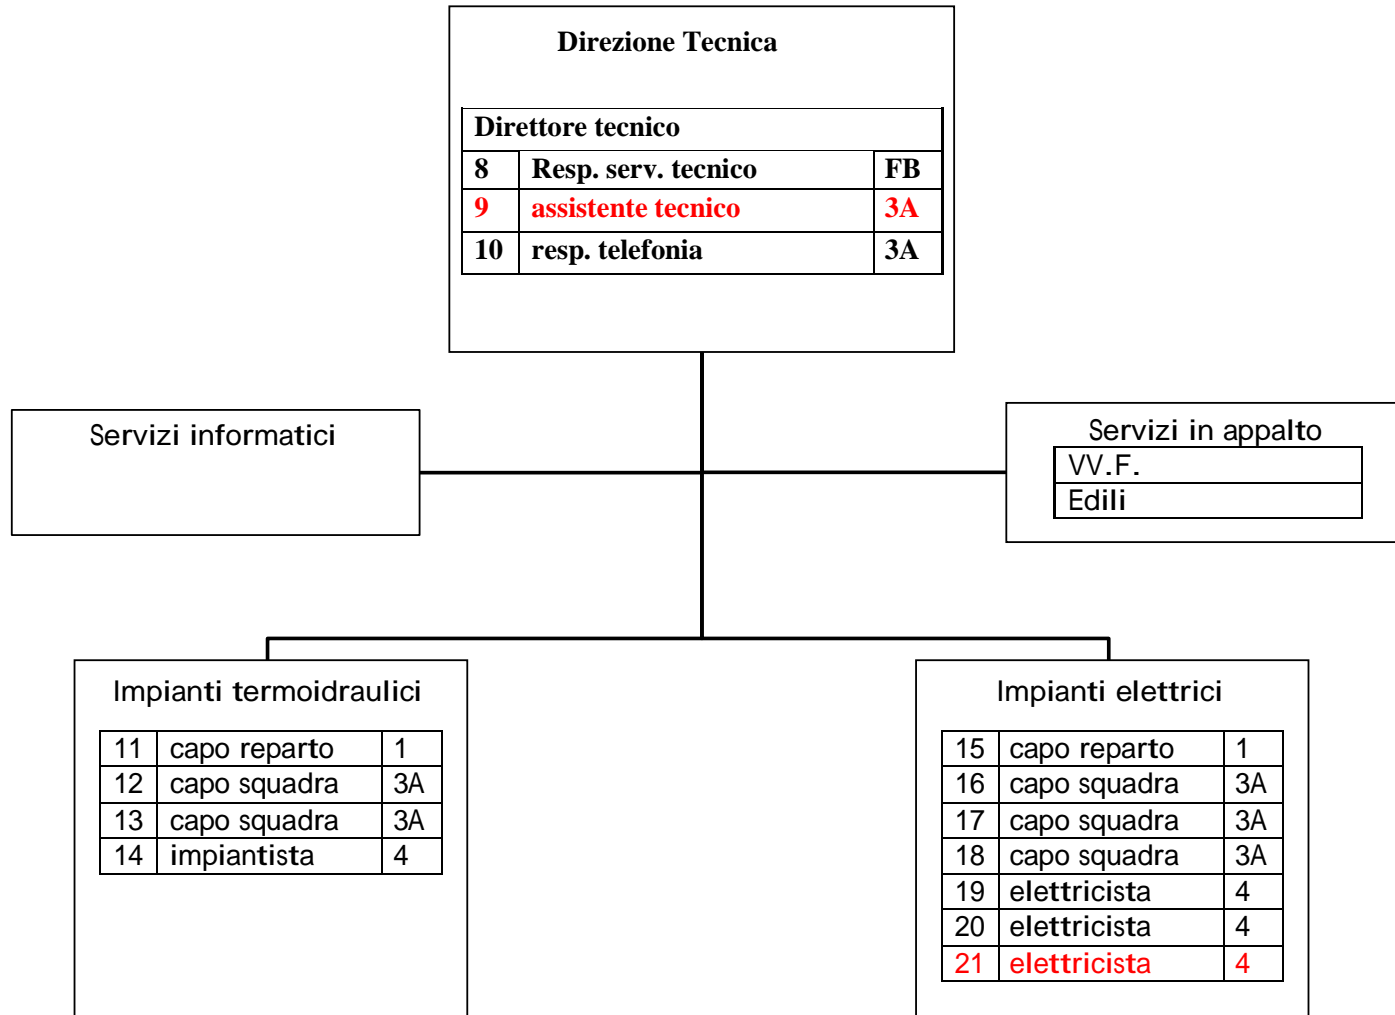 Direzione Tecnica
Direttore tecnico
8 Resp. serv. tecnico FB
9 assistente tecnico 3A
10 resp. telefonia 3A
Servizi informatici
Servizi in appalto
VV.F.
Edili
Impianti termoidraulici
11 capo reparto 1
12 capo squadra 3A
13 capo squadra 3A
14 impiantista 4
Impianti elettrici
15 capo reparto 1
16 capo squadra 3A
17 capo squadra 3A
18 capo squadra 3A
19 elettricista 4
20 elettricista 4
21 elettricista 4